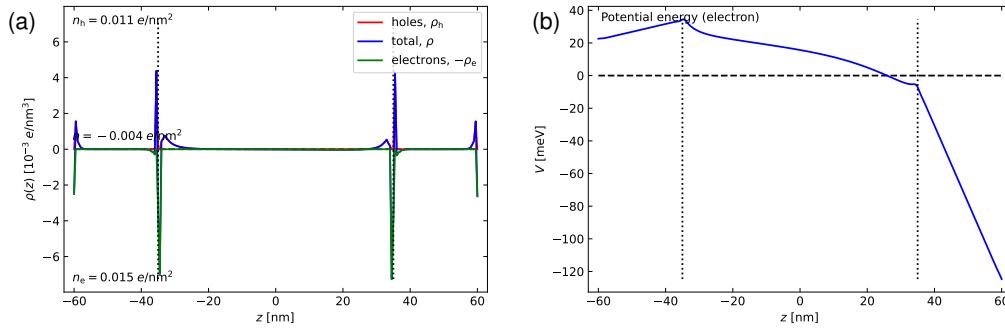 (a)
n_h = 0.011 e/nm²
holes, ρ_h
total, ρ
electrons, −ρ_e
= −0.004 e/nm²
n_e = 0.015 e/nm²
ρ(z) [10⁻³ e/nm³]
6
4
2
0
−2
−4
−6
−60
−40
−20
0
20
40
60
z [nm]
(b)
Potential energy (electron)
V [meV]
40
20
0
−20
−40
−60
−80
−100
−120
−60
−40
−20
0
20
40
60
z [nm]